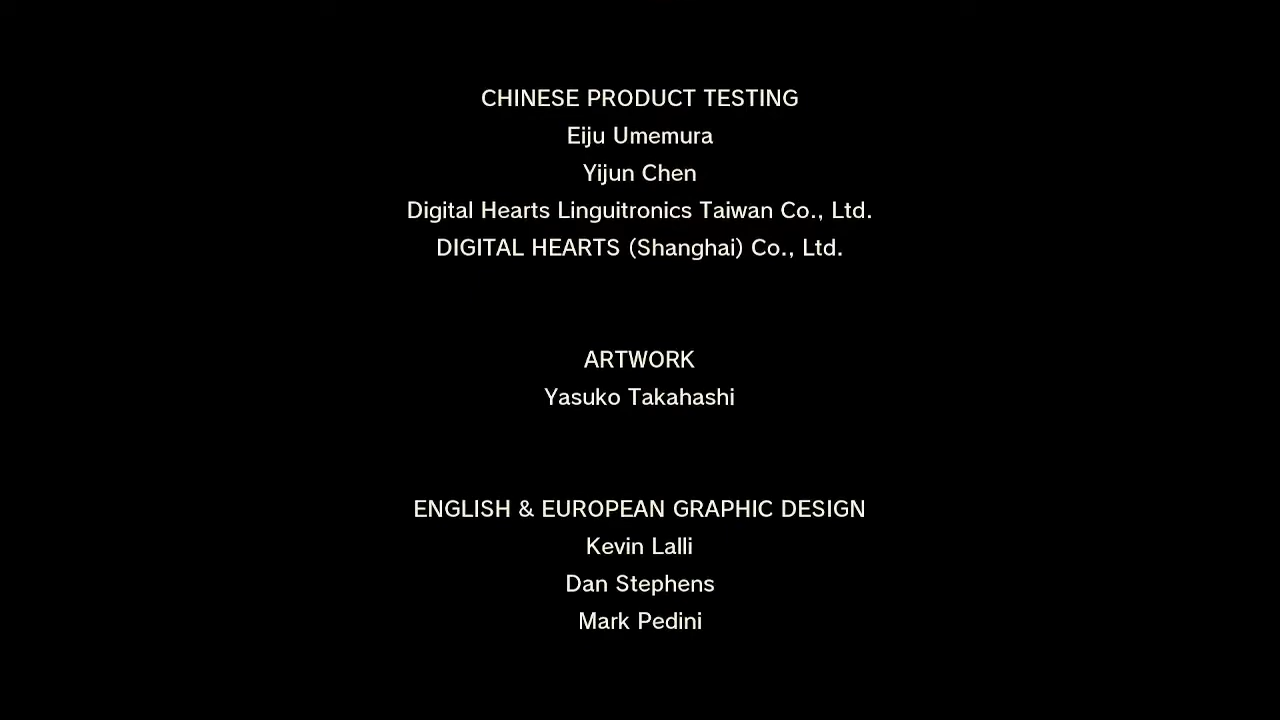 CHINESE PRODUCT TESTING
Eiju Umemura
Yijun Chen
Digital Hearts Linguitronics Taiwan Co., Ltd.
DIGITAL HEARTS (Shanghai) Co., Ltd.
ARTWORK
Yasuko Takahashi
ENGLISH & EUROPEAN GRAPHIC DESIGN
Kevin Lalli
Dan Stephens
Mark Pedini